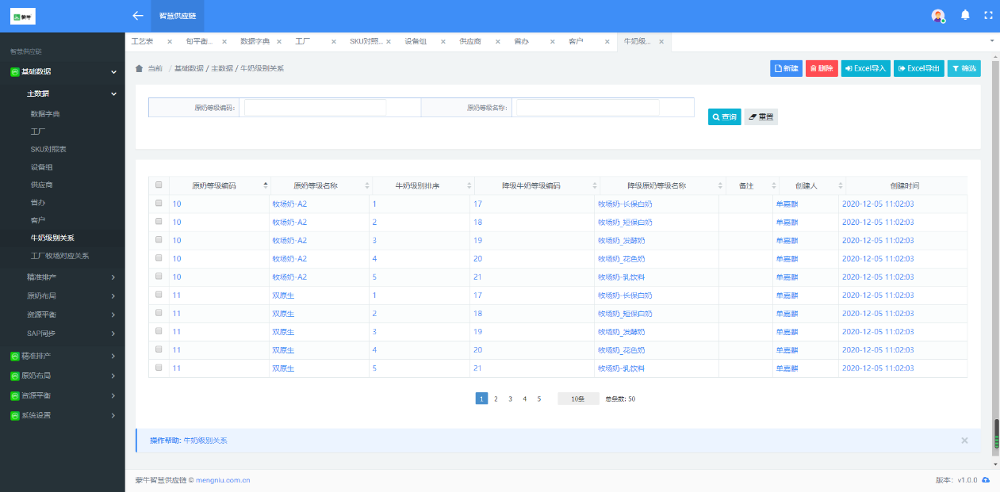 蒙牛 智慧供应链
工艺表 × 旬平衡... × 数据字典 × 工厂 × SKU对照... × 设备组 × 供应商 × 省办 × 客户 × 牛奶级... ×
智慧供应链
基础数据
主数据
数据字典
工厂
SKU对照表
设备组
供应商
省办
客户
牛奶级别关系
工厂牧场对应关系
精准排产
原奶布局
资源平衡
SAP同步
精准排产
原奶布局
资源平衡
系统设置
当前 / 基础数据 / 主数据 / 牛奶级别关系
新建 删除 Excel导入 Excel导出 筛选
原奶等级编码: 原奶等级名称: 查询 重置
原奶等级编码 原奶等级名称 牛奶级别排序 降级牛奶等级编码 降级原奶等级名称 备注 创建人 创建时间
10 牧场奶-A2 1 17 牧场奶-长保白奶 单嘉麒 2020-12-05 11:02:03
10 牧场奶-A2 2 18 牧场奶_短保白奶 单嘉麒 2020-12-05 11:02:03
10 牧场奶-A2 3 19 牧场奶_发酵奶 单嘉麒 2020-12-05 11:02:03
10 牧场奶-A2 4 20 牧场奶_花色奶 单嘉麒 2020-12-05 11:02:03
10 牧场奶-A2 5 21 牧场奶-乳饮料 单嘉麒 2020-12-05 11:02:03
11 双原生 1 17 牧场奶-长保白奶 单嘉麒 2020-12-05 11:02:03
11 双原生 2 18 牧场奶_短保白奶 单嘉麒 2020-12-05 11:02:03
11 双原生 3 19 牧场奶_发酵奶 单嘉麒 2020-12-05 11:02:03
11 双原生 4 20 牧场奶_花色奶 单嘉麒 2020-12-05 11:02:03
11 双原生 5 21 牧场奶-乳饮料 单嘉麒 2020-12-05 11:02:03
1 2 3 4 5 10条 总条数: 50
操作帮助: 牛奶级别关系 ×
蒙牛智慧供应链 © mengniu.com.cn 版本：v1.0.0